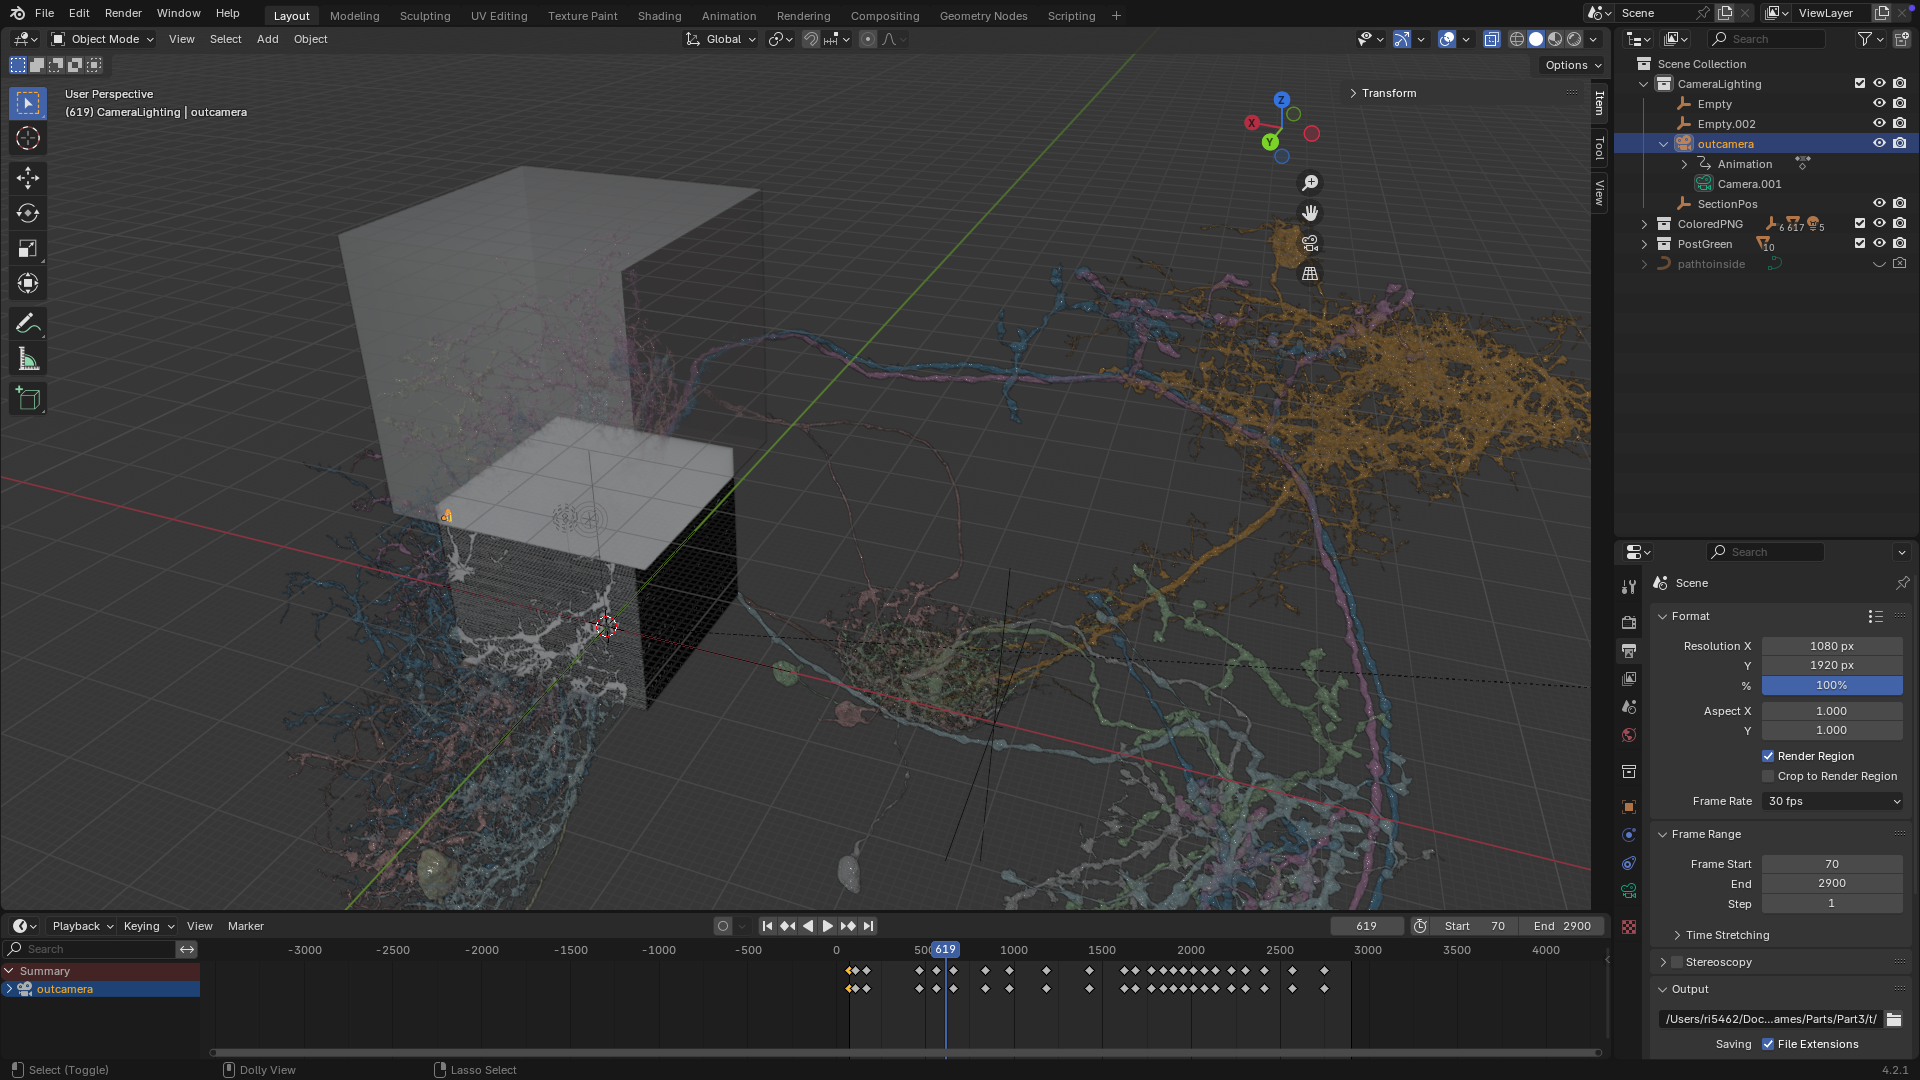 File Edit Render Window Help Layout Modeling Sculpting UV Editing Texture Paint Shading Animation Rendering Compositing Geometry Nodes Scripting + Scene ViewLayer
Object Mode View Select Add Object Global Search
Options
User Perspective
(619) CameraLighting | outcamera
Transform
Item
Tool
View
Z
X
Y
Scene Collection
CameraLighting
Empty
Empty.002
outcamera
Animation
Camera.001
SectionPos
ColoredPNG 6 617 5
PostGreen 10
pathtoinside
Search
Scene
Format
Resolution X 1080 px
Y 1920 px
% 100%
Aspect X 1.000
Y 1.000
Render Region
Crop to Render Region
Frame Rate 30 fps
Frame Range
Frame Start 70
End 2900
Step 1
Time Stretching
Stereoscopy
Output
/Users/ri5462/Doc...ames/Parts/Part3/t/
Saving File Extensions
Playback Keying View Marker 619 Start 70 End 2900
Search -3000 -2500 -2000 -1500 -1000 -500 0 500 619 1000 1500 2000 2500 3000 3500 4000
Summary
outcamera
Select (Toggle) Dolly View Lasso Select 4.2.1